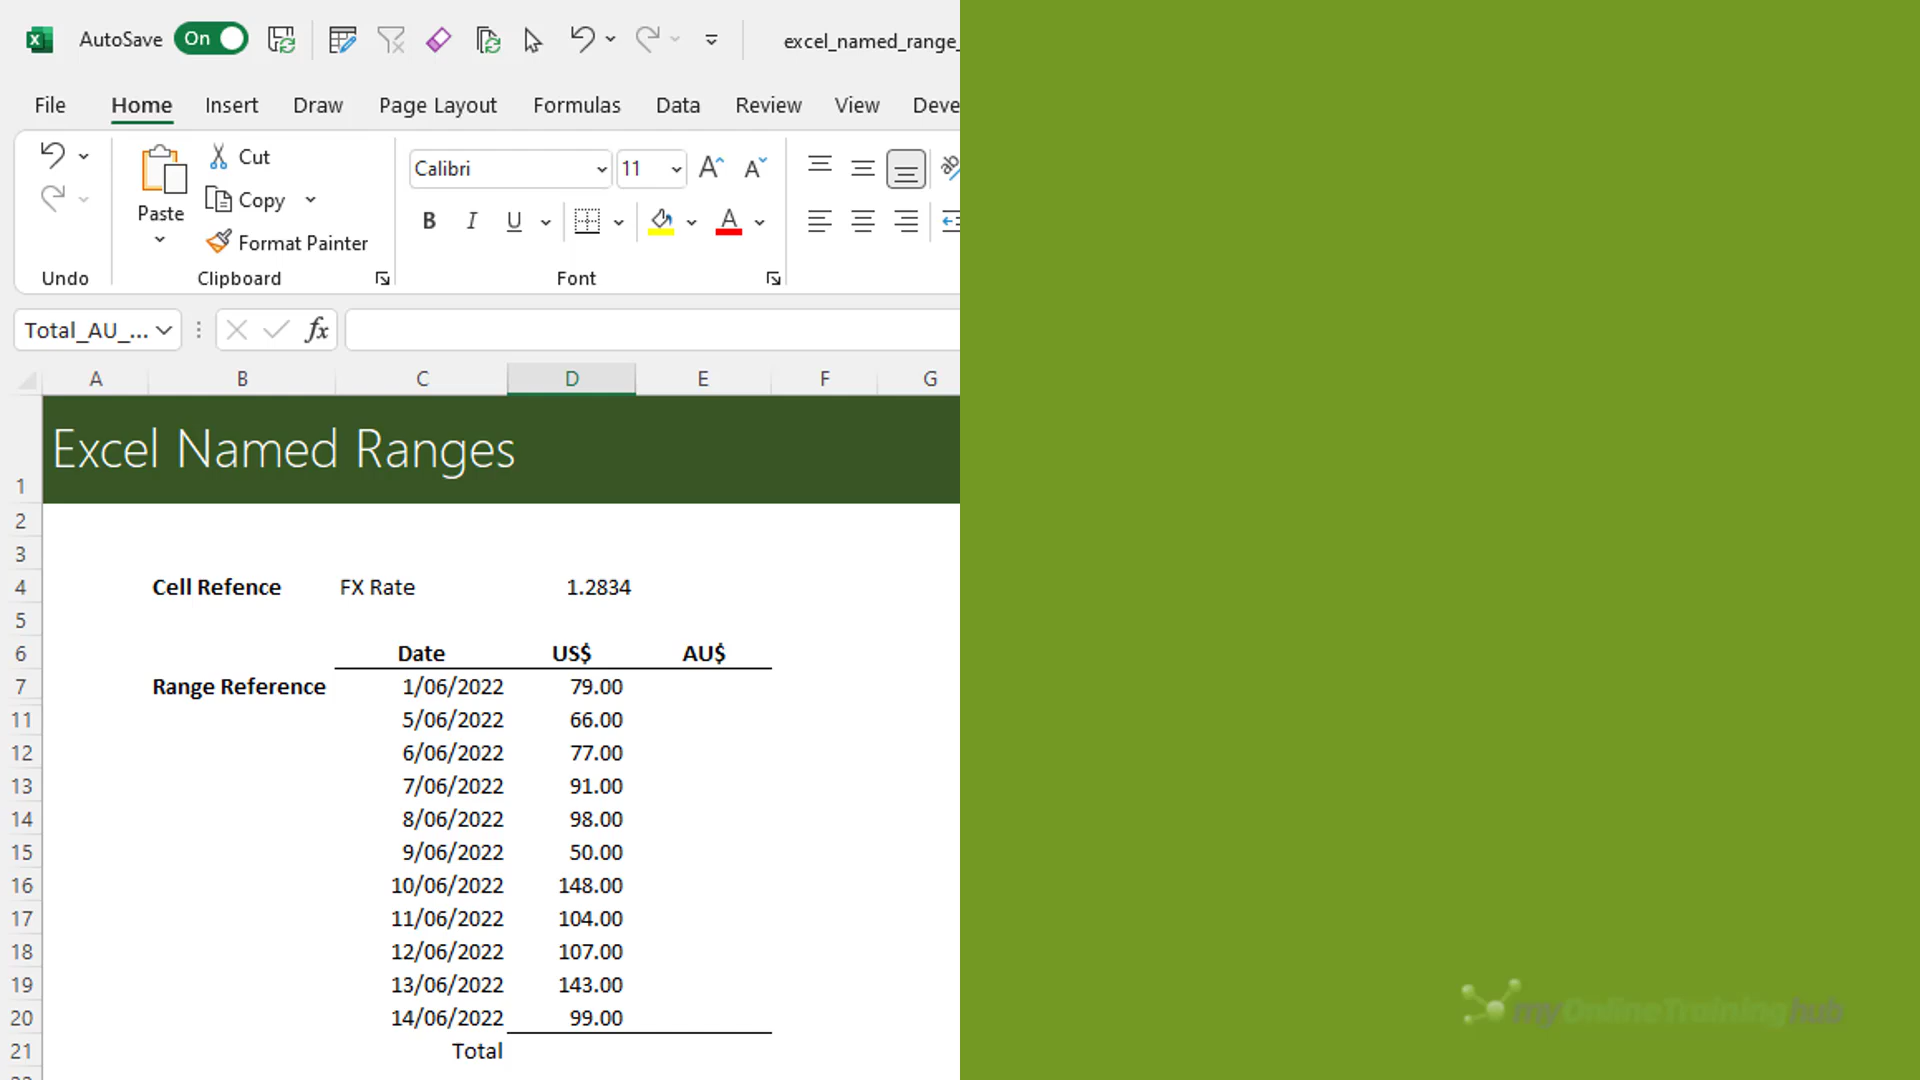 AutoSave On excel_named_range_
File Home Insert Draw Page Layout Formulas Data Review View Deve
Paste Cut Calibri 11
Copy
Format Painter B I U
Undo Clipboard Font
Total_AU_... fx
A B C D E F G
1 Excel Named Ranges
2
3
4 Cell Refence FX Rate 1.2834
5
6 Date US$ AU$
7 Range Reference 1/06/2022 79.00
11 5/06/2022 66.00
12 6/06/2022 77.00
13 7/06/2022 91.00
14 8/06/2022 98.00
15 9/06/2022 50.00
16 10/06/2022 148.00
17 11/06/2022 104.00
18 12/06/2022 107.00
19 13/06/2022 143.00
20 14/06/2022 99.00
21 Total
myOnlineTraininghub